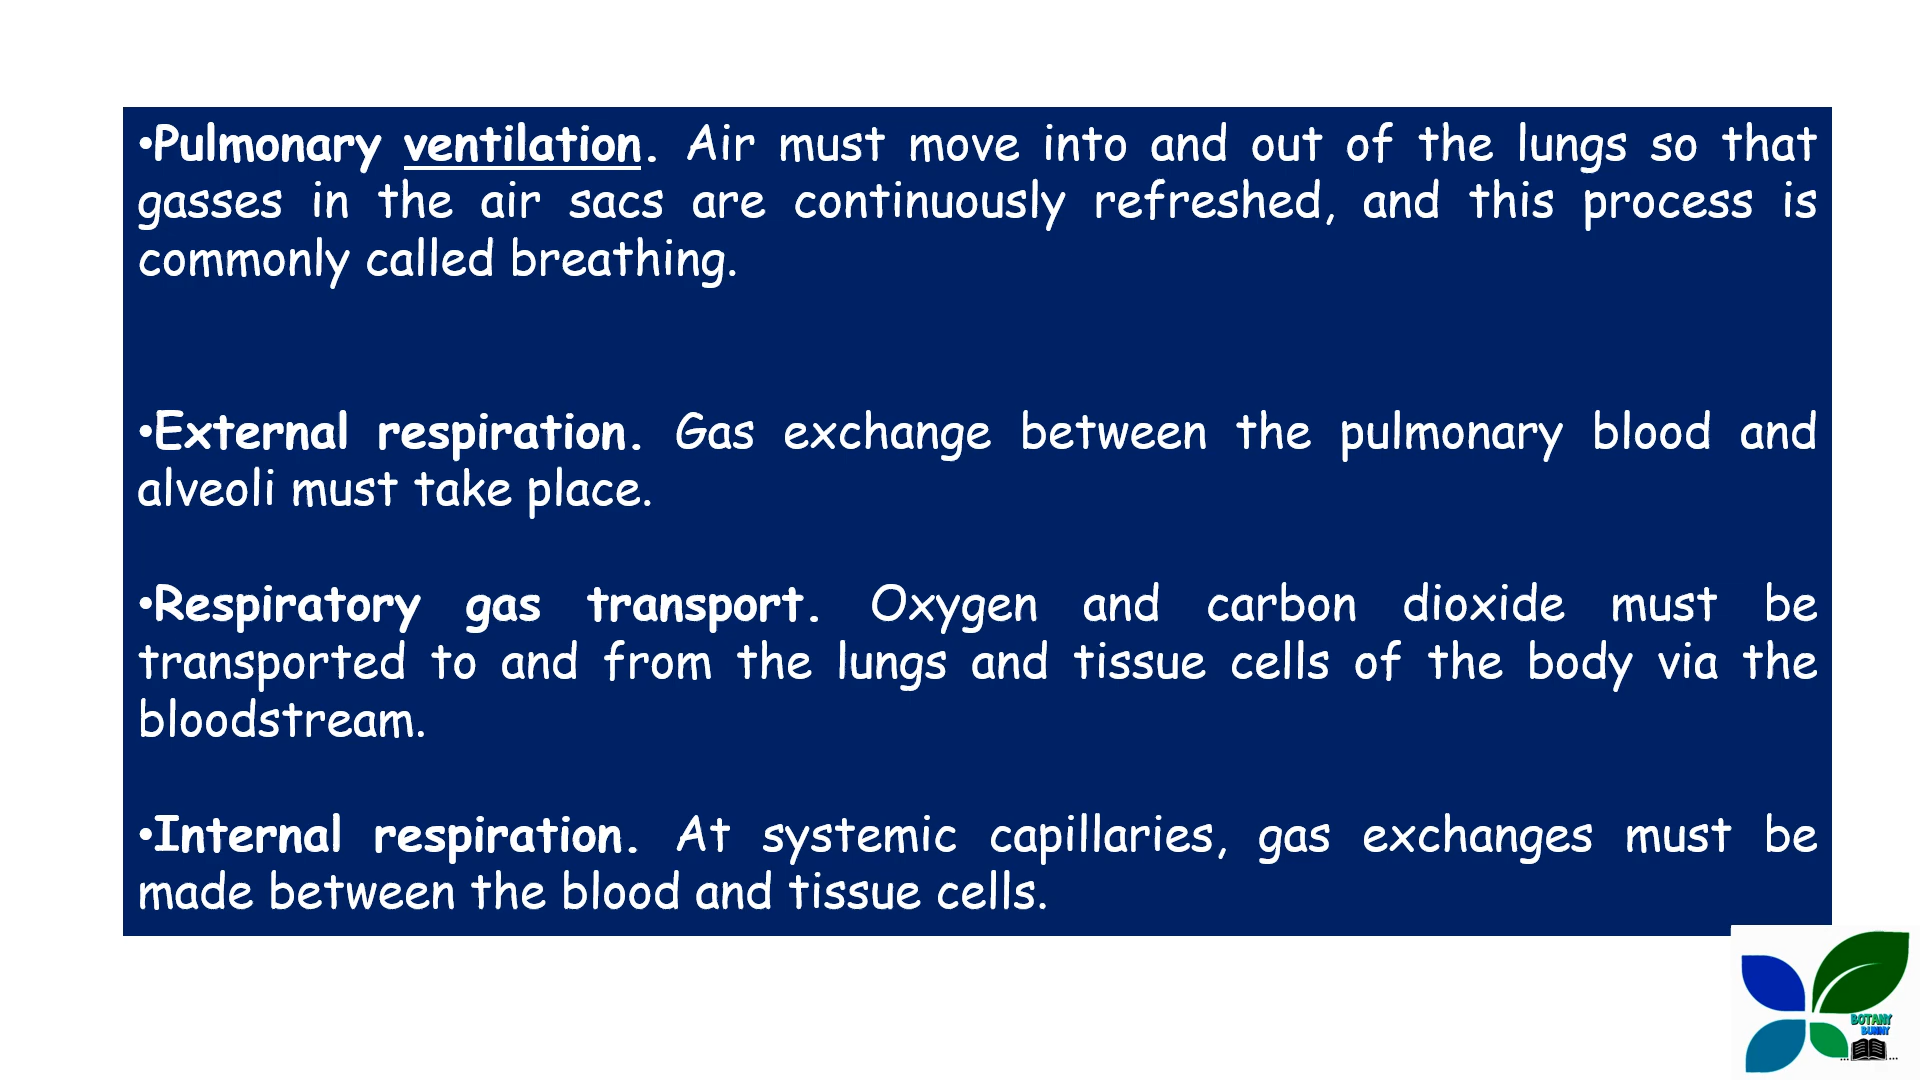 •Pulmonary ventilation. Air must move into and out of the lungs so that
gasses in the air sacs are continuously refreshed, and this process is
commonly called breathing.
•External respiration. Gas exchange between the pulmonary blood and
alveoli must take place.
•Respiratory gas transport. Oxygen and carbon dioxide must be
transported to and from the lungs and tissue cells of the body via the
bloodstream.
•Internal respiration. At systemic capillaries, gas exchanges must be
made between the blood and tissue cells.
BOTANY
BUNNY